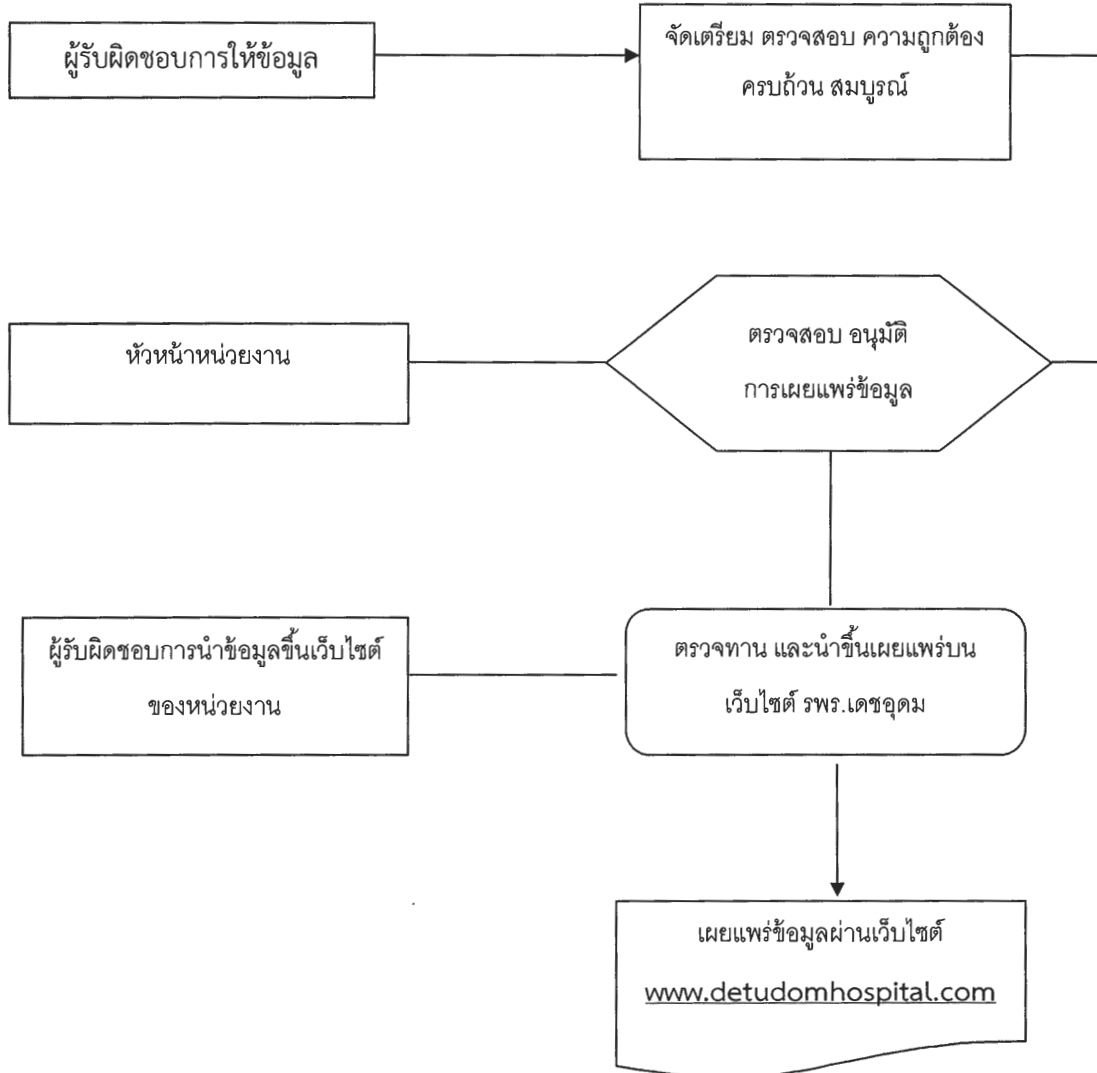 ผู้รับผิดชอบการให้ข้อมูล
จัดเตรียม ตรวจสอบ ความถูกต้อง
ครบถ้วน สมบูรณ์
หัวหน้าหน่วยงาน
ตรวจสอบ อนุมัติ
การเผยแพร่ข้อมูล
ผู้รับผิดชอบการนำข้อมูลขึ้นเว็บไซต์
ของหน่วยงาน
ตรวจทาน และนำขึ้นเผยแพร่บน
เว็บไซต์ รพร.เดชอุดม
เผยแพร่ข้อมูลผ่านเว็บไซต์
www.detudomhospital.com